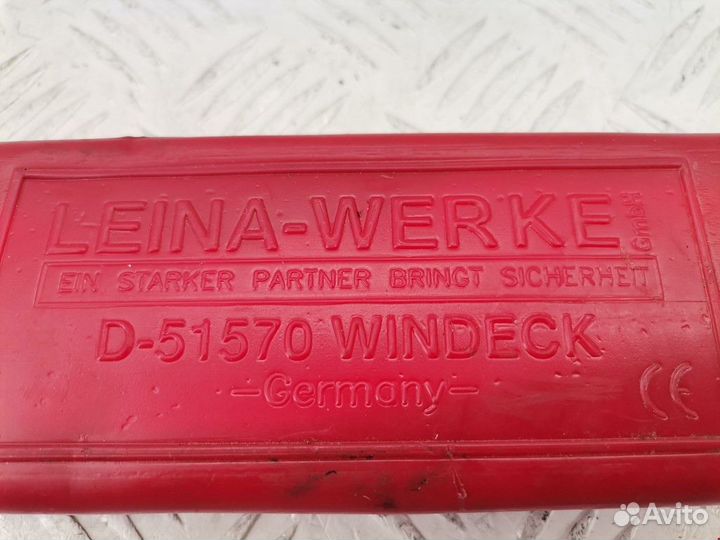 LEINA-WERKE GmbH
EIN STARKER PARTNER BRINGT SICHERHEIT
D-51570 WINDECK
-Germany-
CE
Avito